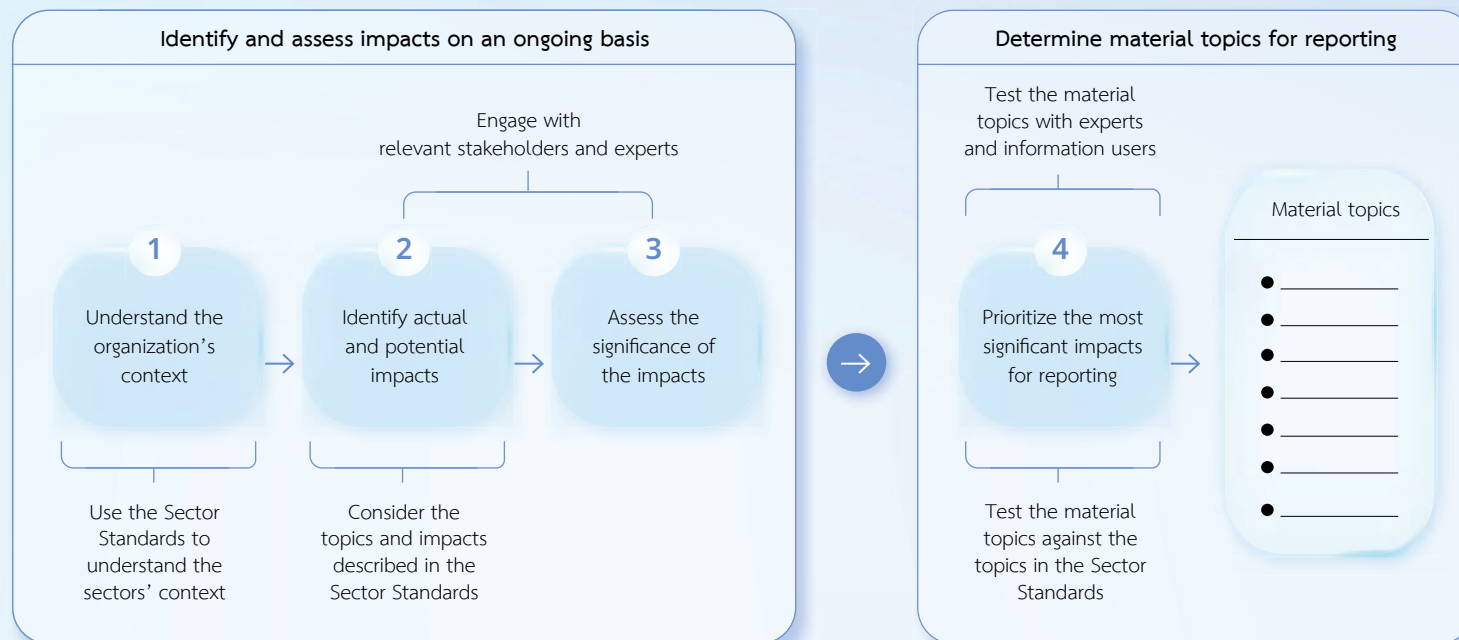 Identify and assess impacts on an ongoing basis
Engage with
relevant stakeholders and experts
1
Understand the
organization's
context
2
Identify actual
and potential
impacts
3
Assess the
significance of
the impacts
Use the Sector
Standards to
understand the
sectors' context
Consider the
topics and impacts
described in the
Sector Standards
Determine material topics for reporting
Test the material
topics with experts
and information users
4
Prioritize the most
significant impacts
for reporting
Test the material
topics against the
topics in the Sector
Standards
Material topics